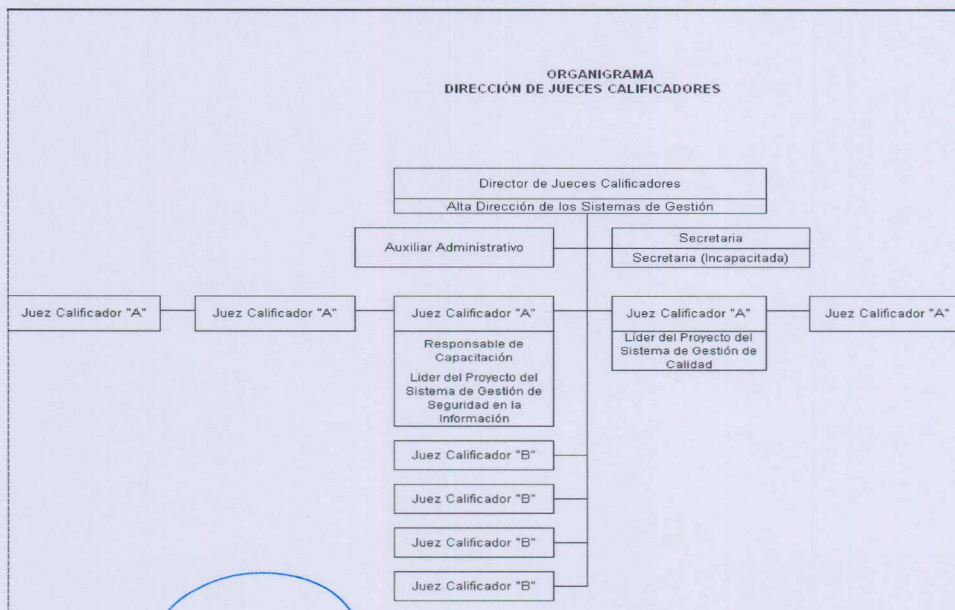 ORGANIGRAMA
DIRECCIÓN DE JUECES CALIFICADORES
Director de Jueces Calificadores
Alta Dirección de los Sistemas de Gestión
Auxiliar Administrativo
Secretaria
Secretaria (Incapacitada)
Juez Calificador "A"
Juez Calificador "A"
Juez Calificador "A"
Responsable de
Capacitación
Líder del Proyecto del
Sistema de Gestión de
Seguridad en la
Información
Juez Calificador "A"
Líder del Proyecto del
Sistema de Gestión de
Calidad
Juez Calificador "A"
Juez Calificador "B"
Juez Calificador "B"
Juez Calificador "B"
Juez Calificador "B"